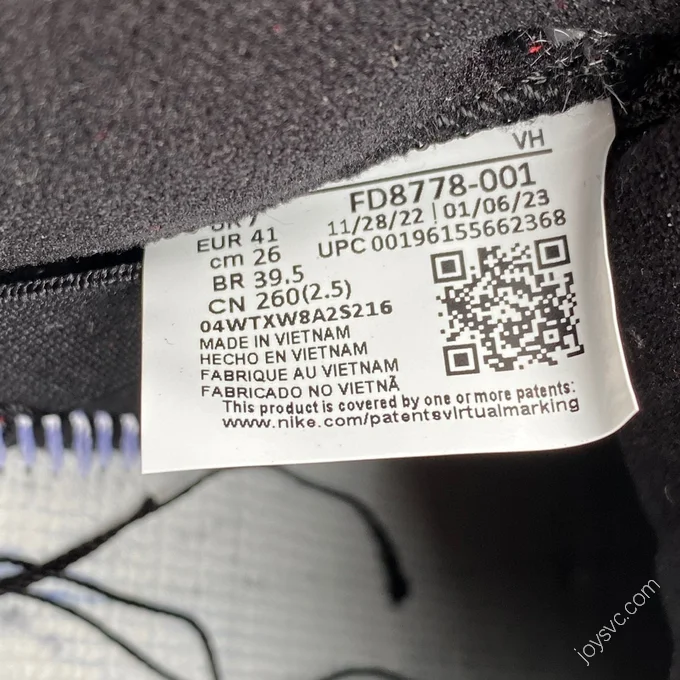 VH
FD8778-001
11/28/22 | 01/06/23
UPC 00196155662368
UK 7
EUR 41
cm 26
BR 39.5
CN 260(2.5)
04WTXW8A2S216
MADE IN VIETNAM
HECHO EN VIETNAM
FABRIQUE AU VIETNAM
FABRICADO NO VIETNÃ
This product is covered by one or more patents:
www.nike.com/patentsvirtualmarking
joysvc.com